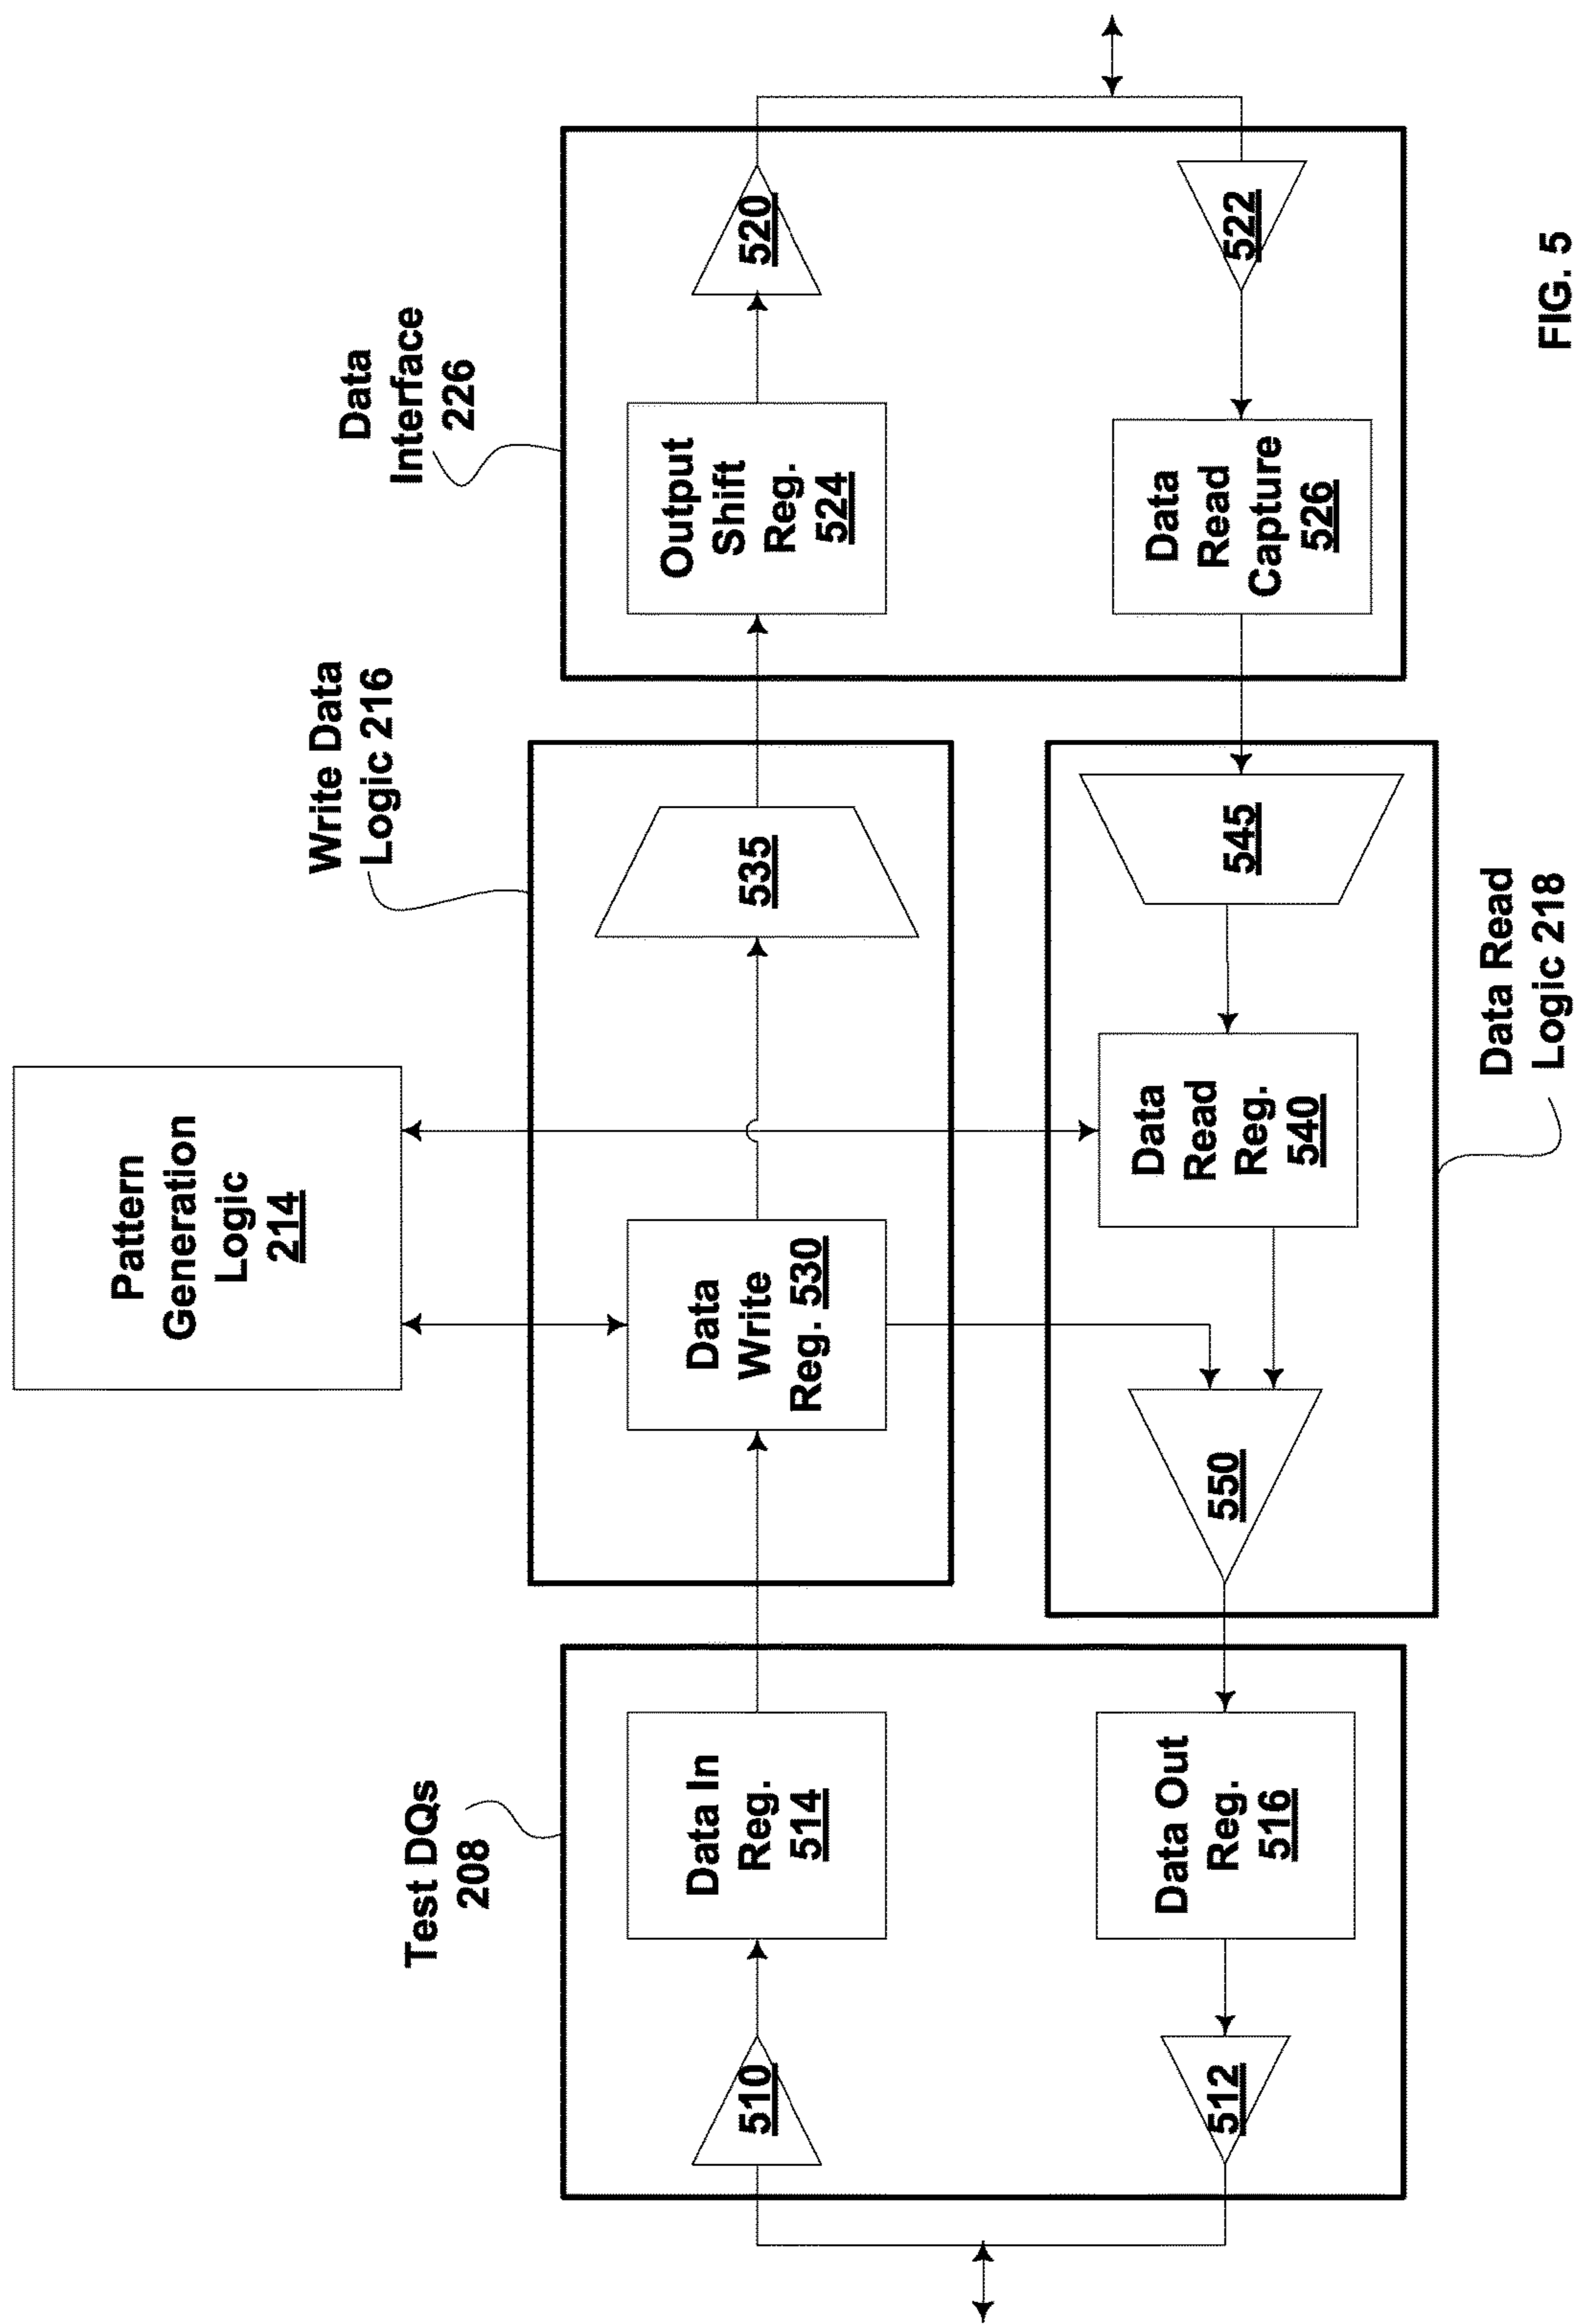 Pattern
Generation
Logic
214
Test DQs
208
Write Data
Logic 216
Data
Interface
226
510
Data In
Reg.
514
Data
Write
Reg. 530
535
Output
Shift
Reg.
524
520
512
Data Out
Reg.
516
550
Data
Read
Reg.
540
545
Data
Read
Capture
526
522
Data Read
Logic 218
FIG. 5